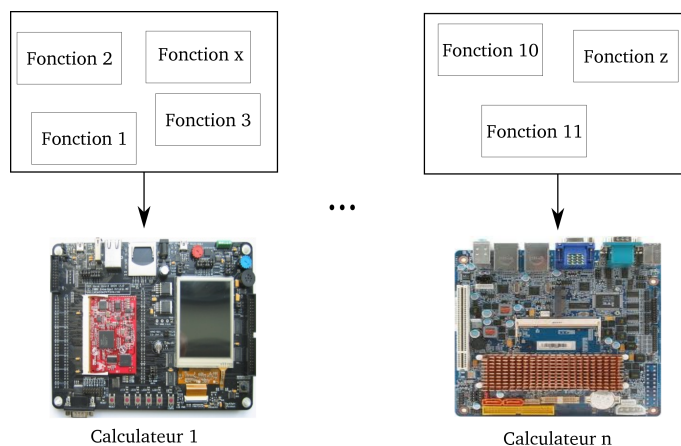 Fonction 2
Fonction x
Fonction 1
Fonction 3
Fonction 10
Fonction z
Fonction 11
...
Calculateur 1
Calculateur n